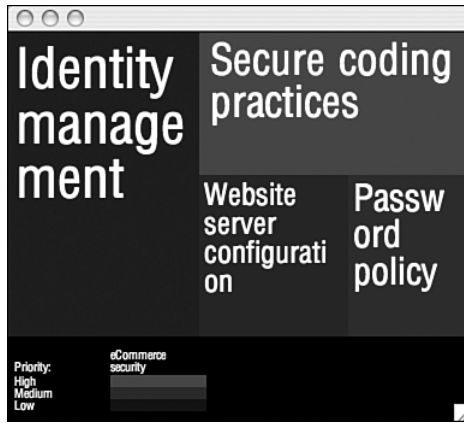 Identity
manage
ment
Secure coding
practices
Website
server
configurati
on
Passw
ord
policy
eCommerce
Priority: security
High
Medium
Low